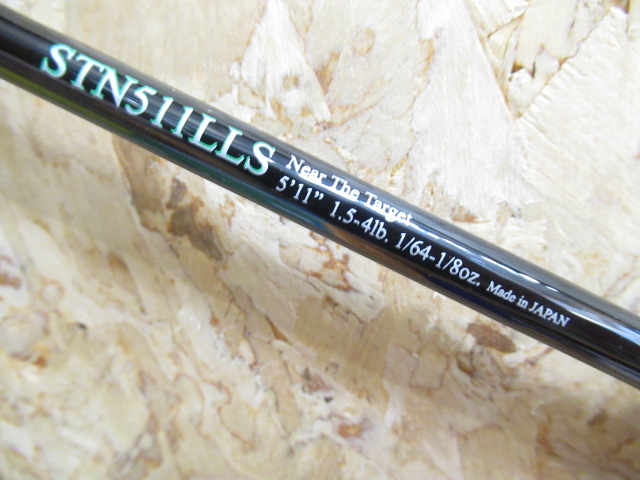 STN511LLS
Near The Target
5'11" 1.5-4lb. 1/64-1/8oz. Made in JAPAN